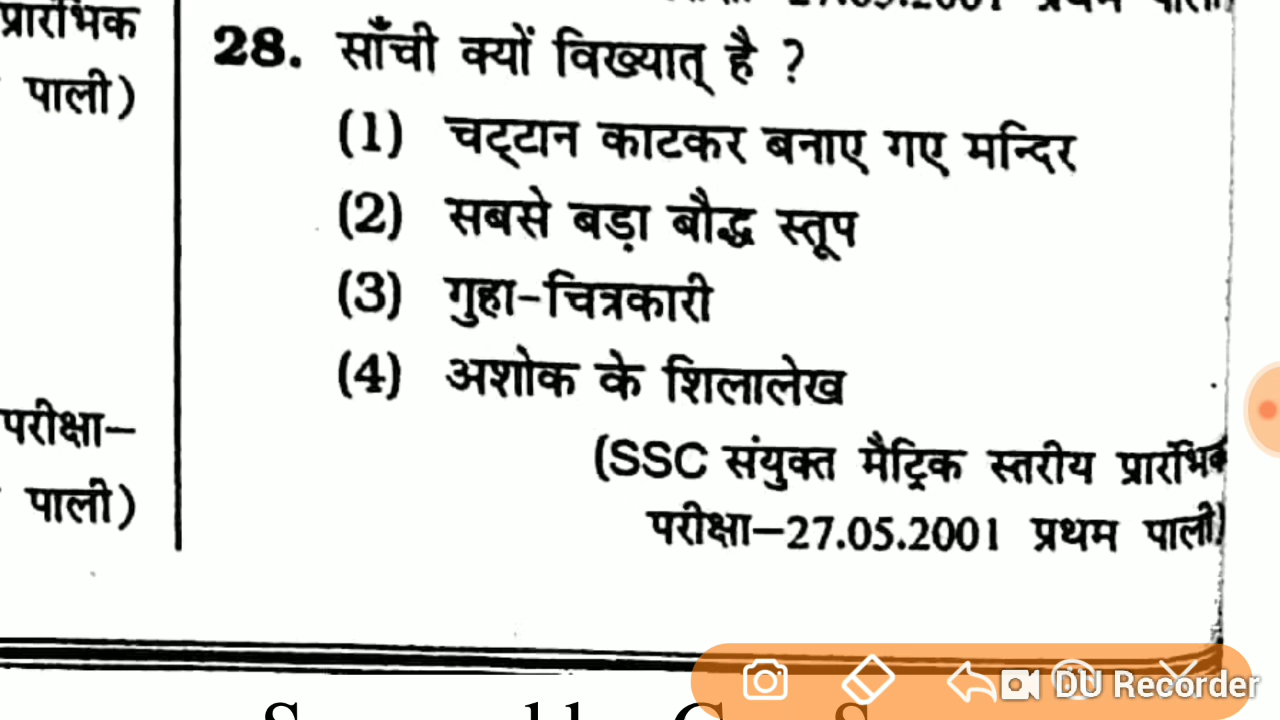 प्रारंभिक
पाली)
28. साँची क्यों विख्यात् है ?
(1) चट्टान काटकर बनाए गए मन्दिर
(2) सबसे बड़ा बौद्ध स्तूप
(3) गुहा-चित्रकारी
(4) अशोक के शिलालेख
(SSC संयुक्त मैट्रिक स्तरीय प्रारंभिक
परीक्षा–27.05.2001 प्रथम पाली)
परीक्षा–
पाली)
DU Recorder